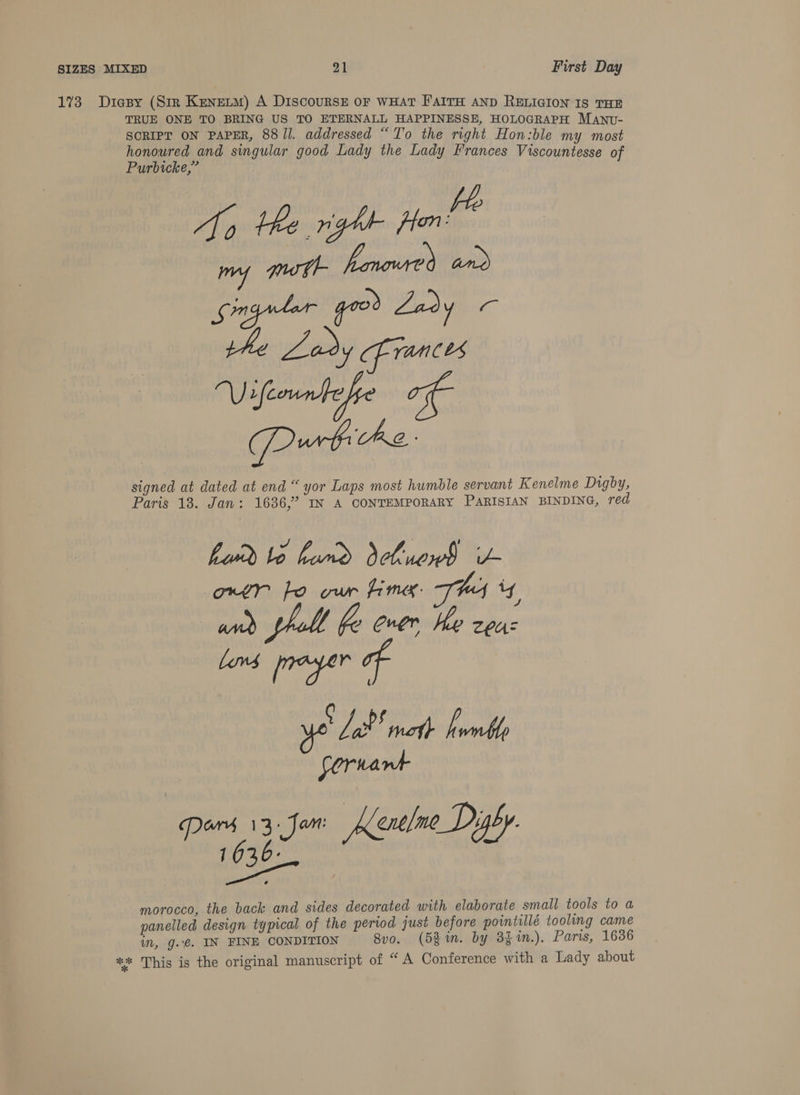 SIZES MIXED 21 First Day
173 DIGBY (SIR KENELM) A DISCOURSE OF WHAT FAITH AND RELIGION IS THE
TRUE ONE TO BRING US TO ETERNALL HAPPINESSE, HOLOGRAPH MANU-
SCRIPT ON PAPER, 88 ll. addressed “To the right Hon:ble my most
honoured and singular good Lady the Lady Frances Viscountesse of
Purbicke,”
To the right Hon:ble
my most honoured and
singular good Lady
the Lady Frances
Viscountesse of
Purbicke.
signed at dated at end “yor Laps most humble servant Kenelme Digby,
Paris 13. Jan: 1636,” IN A CONTEMPORARY PARISIAN BINDING, red
hand to hand deliuered it
ouer to our times. This is,
and shall be euer, the zea=
lous prayer of
yor Laps most humble
seruant
Paris 13. Jan: Kenelme Digby.
1636.
morocco, the back and sides decorated with elaborate small tools to a
panelled design typical of the period just before pointillé tooling came
in, g.e. IN FINE CONDITION 8vo. (5⅜ in. by 3¾ in.). Paris, 1636
*** This is the original manuscript of “A Conference with a Lady about